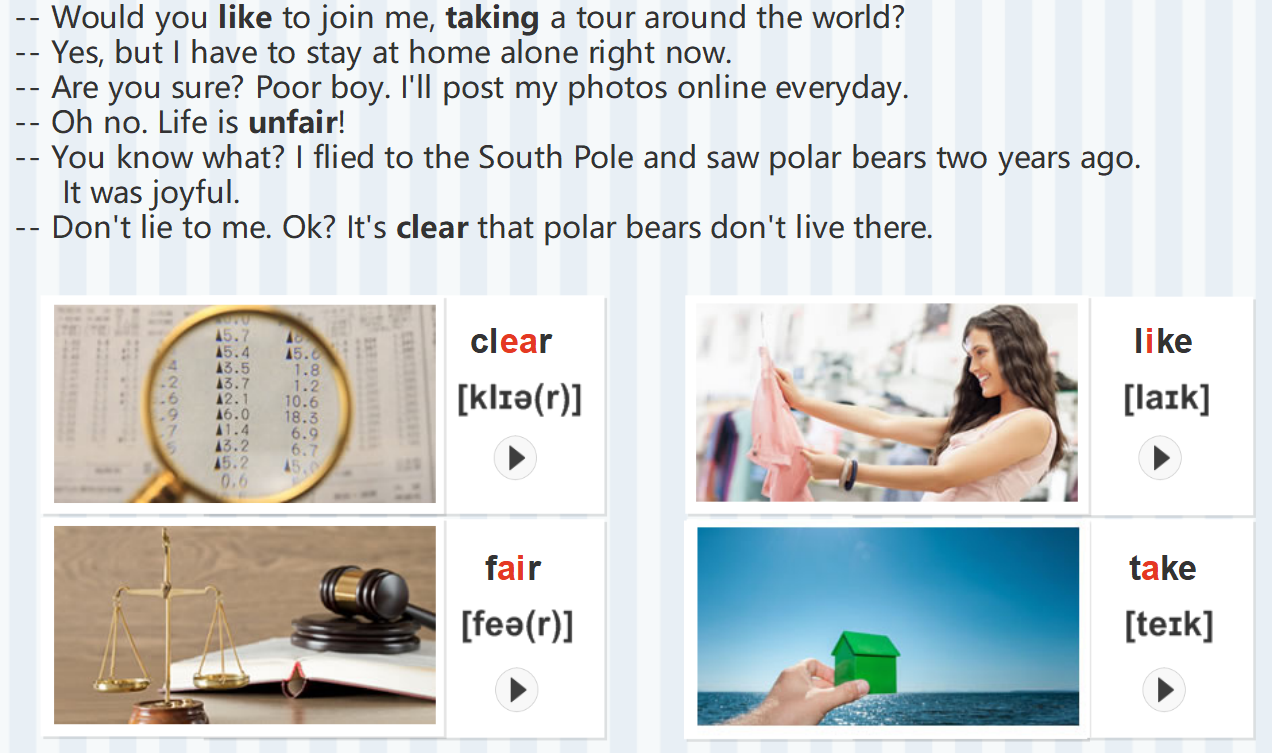 -- Would you like to join me, taking a tour around the world?
-- Yes, but I have to stay at home alone right now.
-- Are you sure? Poor boy. I'll post my photos online everyday.
-- Oh no. Life is unfair!
-- You know what? I flied to the South Pole and saw polar bears two years ago.
It was joyful.
-- Don't lie to me. Ok? It's clear that polar bears don't live there.
clear
[klɪə(r)]
like
[laɪk]
▲5.7
▲5.4
▲5.6
▲3.5
1.8
▲3.7
1.2
▲2.1
10.6
▲6.0
18.3
▲1.4
6.9
▲3.2
6.7
▲5.2
▲5.0
0.6
fair
[feə(r)]
take
[teɪk]